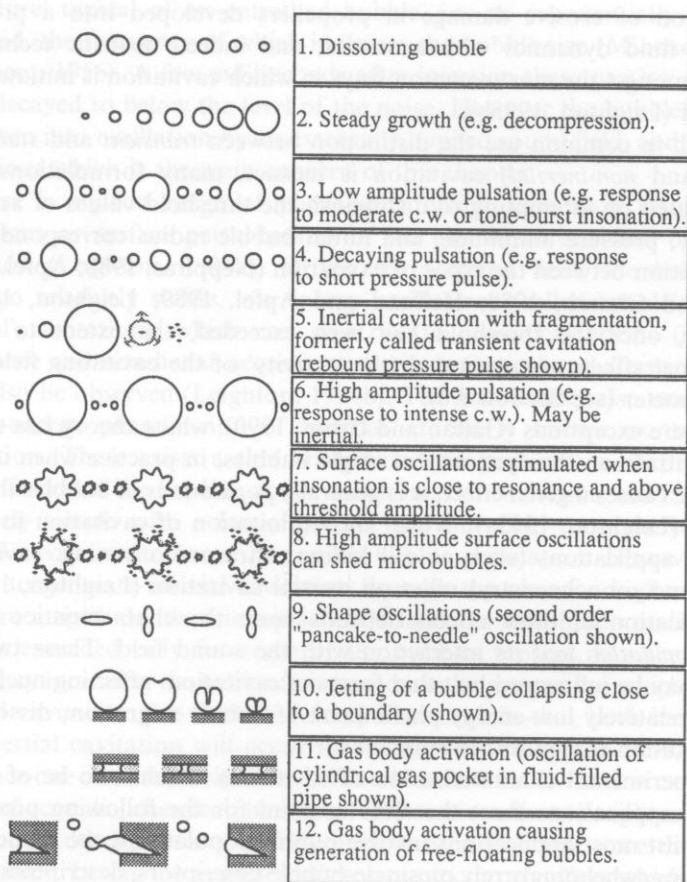 1. Dissolving bubble
2. Steady growth (e.g. decomposition).
3. Low amplitude pulsation (e.g. response
to moderate c.w. or tone-burst insonation).
4. Decaying pulsation (e.g. response
to short pressure pulse).
5. Inertial cavitation with fragmentation,
formerly called transient cavitation
(rebound pressure pulse shown).
6. High amplitude pulsation (e.g.
response to intense c.w.). May be
inertial.
7. Surface oscillations stimulated when
insonation is close to resonance and above
threshold amplitude.
8. High amplitude surface oscillations
can shed microbubbles.
9. Shape oscillations (second order
"pancake-to-needle" oscillation shown).
10. Jetting of a bubble collapsing close
to a boundary (shown).
11. Gas body activation (oscillation of
cylindrical gas pocket in fluid-filled
pipe shown).
12. Gas body activation causing
generation of free-floating bubbles.